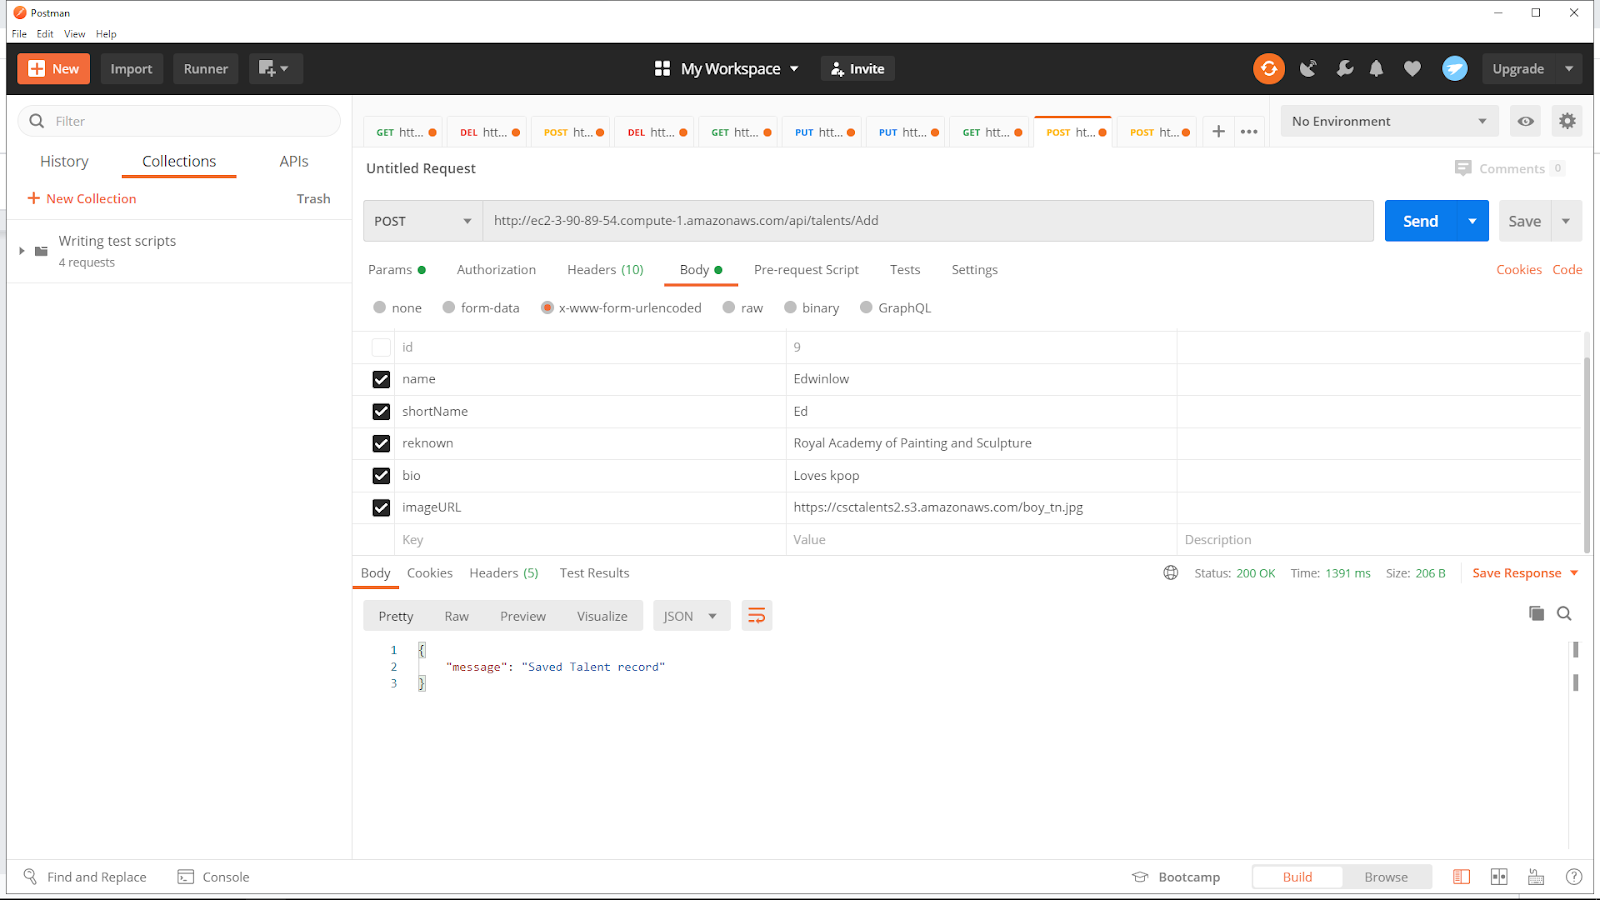 Postman
File Edit View Help
New Import Runner My Workspace Invite Upgrade
Filter
History Collections APIs
New Collection Trash
Writing test scripts
4 requests
GET htt... DEL htt... POST ht... DEL htt... GET htt... PUT htt... PUT htt... GET htt... POST ht... POST ht... No Environment
Untitled Request Comments 0
POST http://ec2-3-90-89-54.compute-1.amazonaws.com/api/talents/Add Send Save
Params Authorization Headers (10) Body Pre-request Script Tests Settings Cookies Code
none form-data x-www-form-urlencoded raw binary GraphQL
id 9
name Edwinlow
shortName Ed
reknown Royal Academy of Painting and Sculpture
bio Loves kpop
imageURL https://csctalents2.s3.amazonaws.com/boy_tn.jpg
Key Value Description
Body Cookies Headers (5) Test Results Status: 200 OK Time: 1391 ms Size: 206 B Save Response
Pretty Raw Preview Visualize JSON
1 {
2 "message": "Saved Talent record"
3 }
Find and Replace Console Bootcamp Build Browse